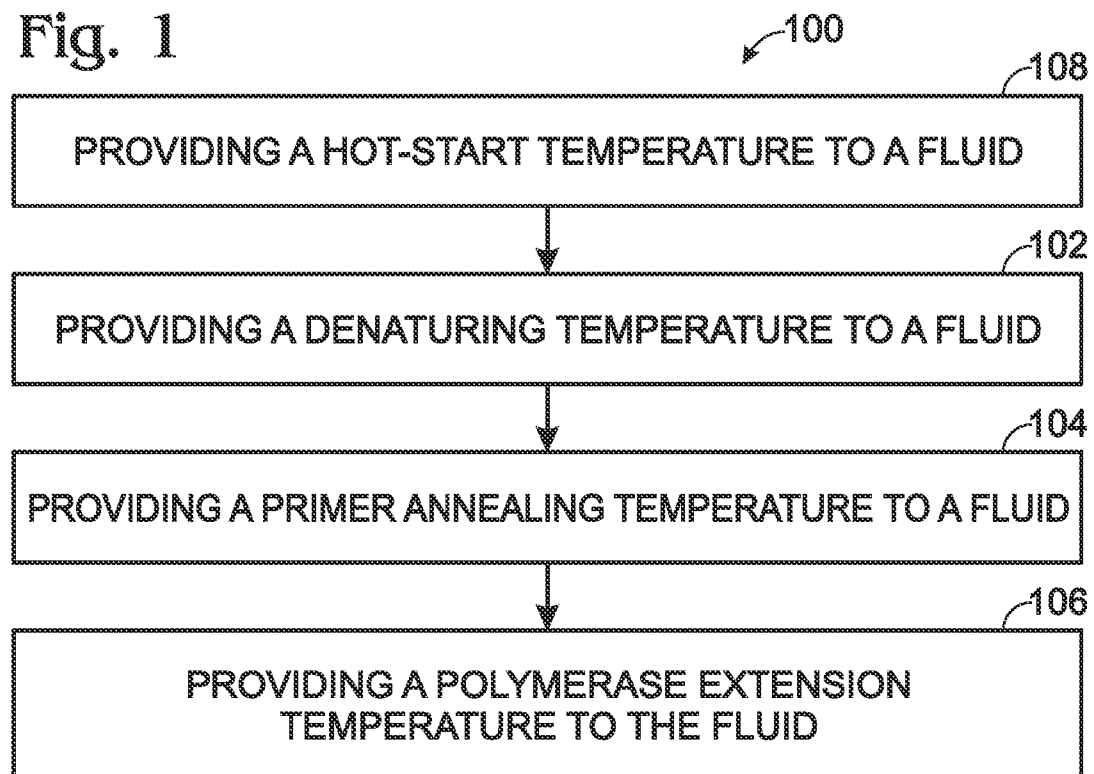 Fig. 1
100
108
PROVIDING A HOT-START TEMPERATURE TO A FLUID
102
PROVIDING A DENATURING TEMPERATURE TO A FLUID
104
PROVIDING A PRIMER ANNEALING TEMPERATURE TO A FLUID
106
PROVIDING A POLYMERASE EXTENSION
TEMPERATURE TO THE FLUID